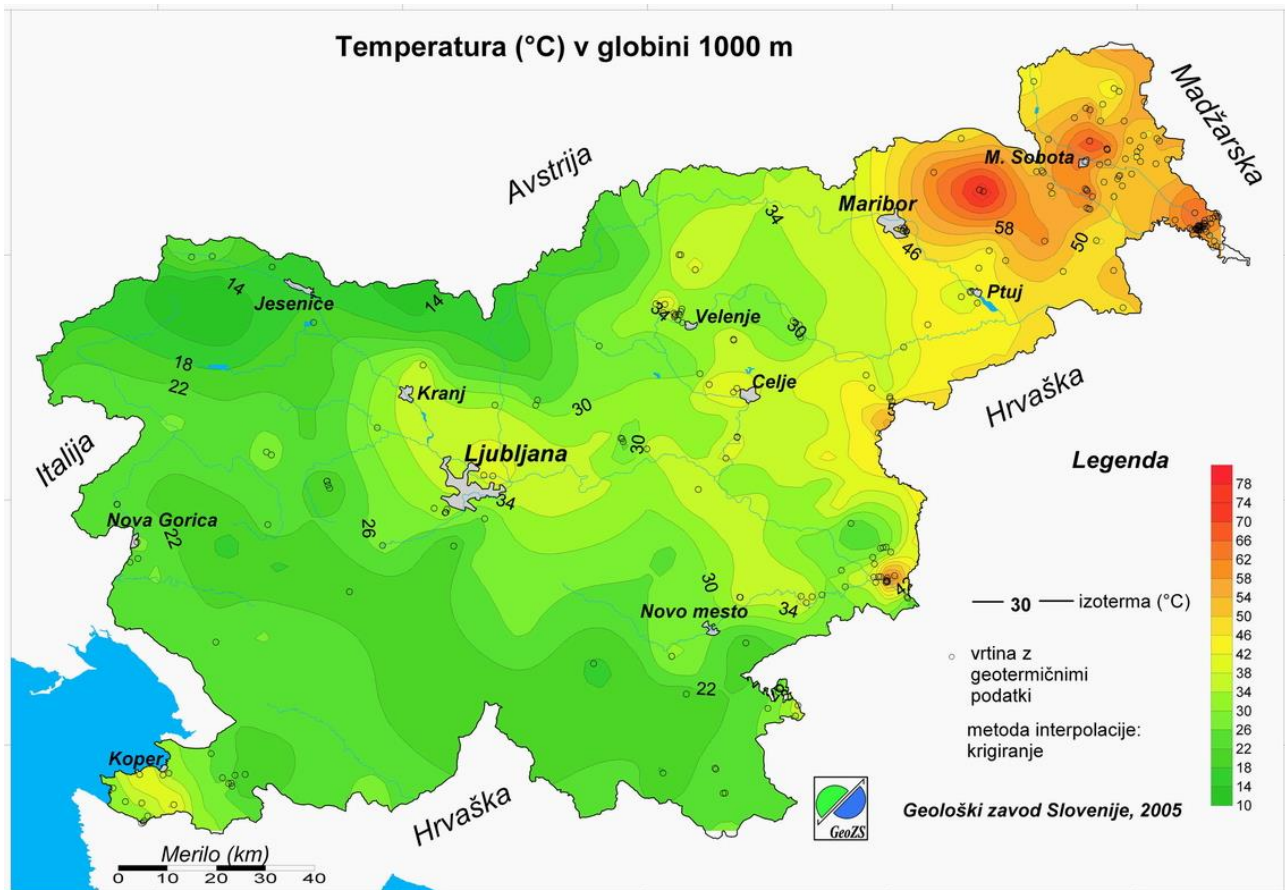 Temperatura (°C) v globini 1000 m
Madžarska
Avstrija
M. Sobota
34
Maribor
58
50
46
14
14
Jesenice
Ptuj
34
Velenje
30
18
22
Kranj
Celje
30
Hrvaška
Italija
30
Ljubljana
Legenda
34
Nova Gorica
22
26
42
30
34
Novo mesto
22
Koper
Hrvaška
78
74
70
66
62
58
54
50
46
42
38
34
30
26
22
18
14
10
30 izoterma (°C)
vrtina z
geotermičnimi
podatki
metoda interpolacije:
krigiranje
GeoZS
Geološki zavod Slovenije, 2005
Merilo (km)
0 10 20 30 40